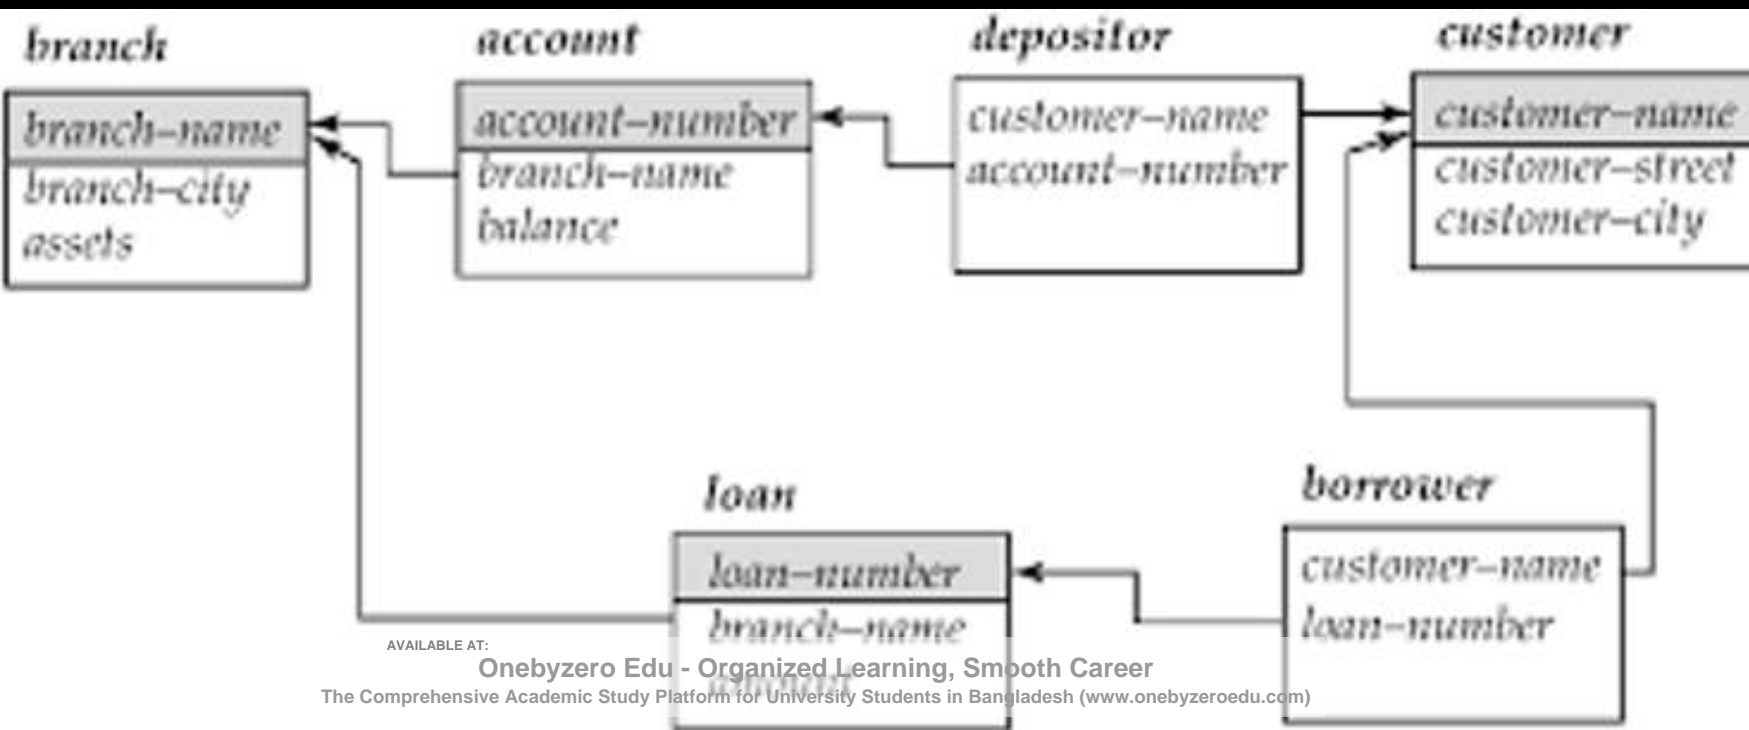 branch
branch-name
branch-city
assets
account
account-number
branch-name
balance
depositor
customer-name
account-number
customer
customer-name
customer-street
customer-city
loan
loan-number
branch-name
amount
borrower
customer-name
loan-number
AVAILABLE AT:
Onebyzero Edu - Organized Learning, Smooth Career
The Comprehensive Academic Study Platform for University Students in Bangladesh (www.onebyzeroedu.com)